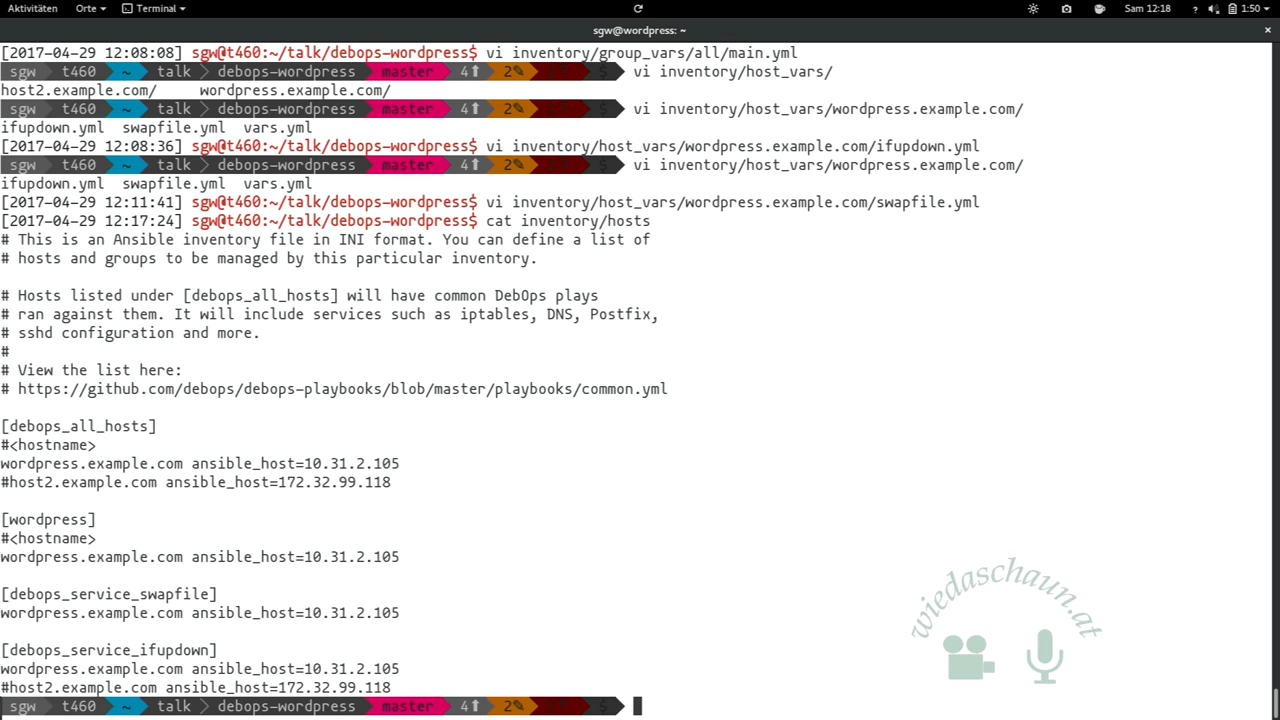 Aktivitäten Orte Terminal Sam 12:18 ? 1:50
sgw@wordpress: ~ ×
[2017-04-29 12:08:08] sgw@t460:~/talk/debops-wordpress$ vi inventory/group_vars/all/main.yml
sgw t460 ~ talk debops-wordpress master 4⬆ 2✎ $ vi inventory/host_vars/
host2.example.com/ wordpress.example.com/
sgw t460 ~ talk debops-wordpress master 4⬆ 2✎ $ vi inventory/host_vars/wordpress.example.com/
ifupdown.yml swapfile.yml vars.yml
[2017-04-29 12:08:36] sgw@t460:~/talk/debops-wordpress$ vi inventory/host_vars/wordpress.example.com/ifupdown.yml
sgw t460 ~ talk debops-wordpress master 4⬆ 2✎ $ vi inventory/host_vars/wordpress.example.com/
ifupdown.yml swapfile.yml vars.yml
[2017-04-29 12:11:41] sgw@t460:~/talk/debops-wordpress$ vi inventory/host_vars/wordpress.example.com/swapfile.yml
[2017-04-29 12:17:24] sgw@t460:~/talk/debops-wordpress$ cat inventory/hosts
# This is an Ansible inventory file in INI format. You can define a list of
# hosts and groups to be managed by this particular inventory.
# Hosts listed under [debops_all_hosts] will have common DebOps plays
# ran against them. It will include services such as iptables, DNS, Postfix,
# sshd configuration and more.
#
# View the list here:
# https://github.com/debops/debops-playbooks/blob/master/playbooks/common.yml
[debops_all_hosts]
#<hostname>
wordpress.example.com ansible_host=10.31.2.105
#host2.example.com ansible_host=172.32.99.118
[wordpress]
#<hostname>
wordpress.example.com ansible_host=10.31.2.105
[debops_service_swapfile]
wordpress.example.com ansible_host=10.31.2.105
[debops_service_ifupdown]
wordpress.example.com ansible_host=10.31.2.105
#host2.example.com ansible_host=172.32.99.118
sgw t460 ~ talk debops-wordpress master 4⬆ 2✎ $
wiedaschaun.at